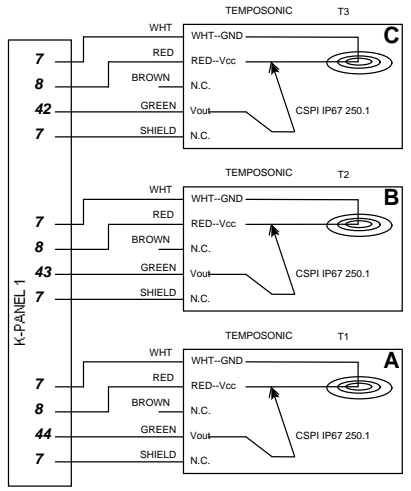 TEMPOSONIC T3
C
WHT
WHT--GND
7
RED
RED--Vcc
8
BROWN
N.C.
42
GREEN
Vout
CSPI IP67 250.1
7
SHIELD
N.C.
TEMPOSONIC T2
B
WHT
WHT--GND
7
RED
RED--Vcc
8
BROWN
N.C.
43
GREEN
Vout
CSPI IP67 250.1
7
SHIELD
N.C.
K-PANEL 1
TEMPOSONIC T1
A
WHT
WHT--GND
7
RED
RED--Vcc
8
BROWN
N.C.
44
GREEN
Vout
CSPI IP67 250.1
7
SHIELD
N.C.